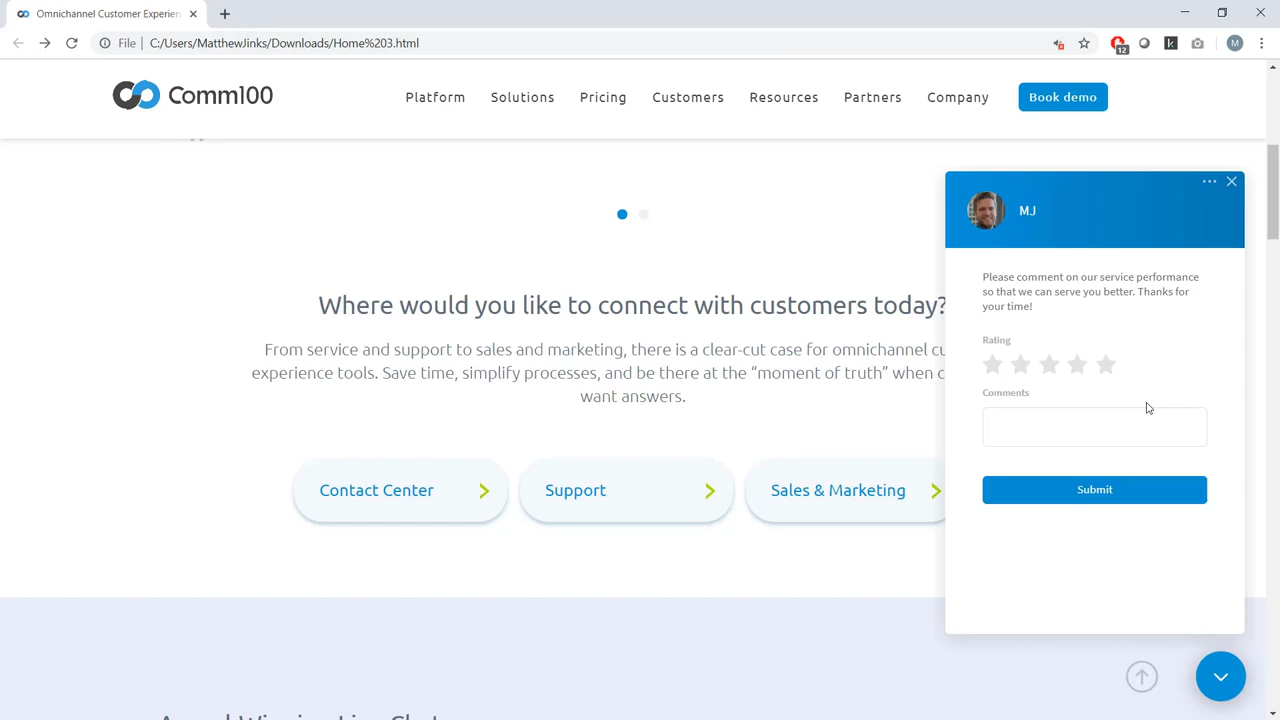 Omnichannel Customer Experien
File
C:/Users/MatthewJinks/Downloads/Home%203.html
12
k
M
Comm100
Platform
Solutions
Pricing
Customers
Resources
Partners
Company
Book demo
Where would you like to connect with customers today?
From service and support to sales and marketing, there is a clear-cut case for omnichannel cu
experience tools. Save time, simplify processes, and be there at the “moment of truth” when c
want answers.
Contact Center
Support
Sales & Marketing
MJ
Please comment on our service performance
so that we can serve you better. Thanks for
your time!
Rating
Comments
Submit